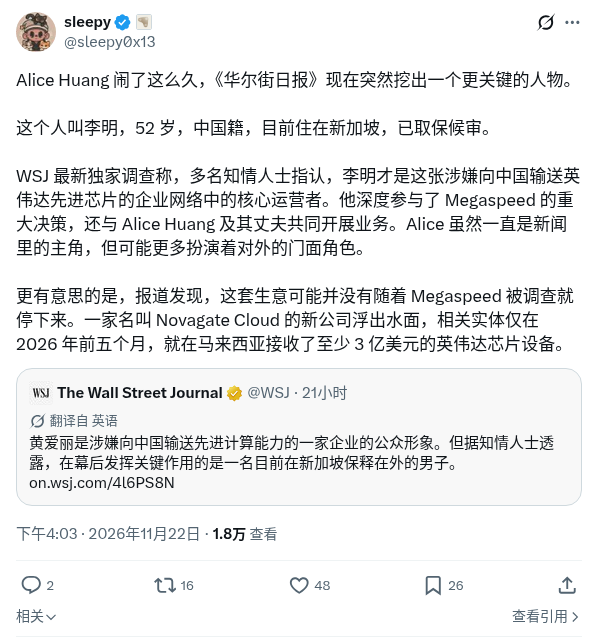 sleepy
@sleepy0x13
Alice Huang 闹了这么久，《华尔街日报》现在突然挖出一个更关键的人物。
这个人叫李明，52 岁，中国籍，目前住在新加坡，已取保候审。
WSJ 最新独家调查称，多名知情人士指认，李明才是这张涉嫌向中国输送英
伟达先进芯片的企业网络中的核心运营者。他深度参与了 Megaspeed 的重
大决策，还与 Alice Huang 及其丈夫共同开展业务。Alice 虽然一直是新闻
里的主角，但可能更多扮演着对外的门面角色。
更有意思的是，报道发现，这套生意可能并没有随着 Megaspeed 被调查就
停下来。一家名叫 Novagate Cloud 的新公司浮出水面，相关实体仅在
2026 年前五个月，就在马来西亚接收了至少 3 亿美元的英伟达芯片设备。
WSJ The Wall Street Journal @WSJ · 21小时
翻译自 英语
黄爱丽是涉嫌向中国输送先进计算能力的一家企业的公众形象。但据知情人士透
露，在幕后发挥关键作用的是一名目前在新加坡保释在外的男子。
on.wsj.com/4l6PS8N
下午4:03 · 2026年11月22日 · 1.8万 查看
2 16 48 26
相关 查看引用